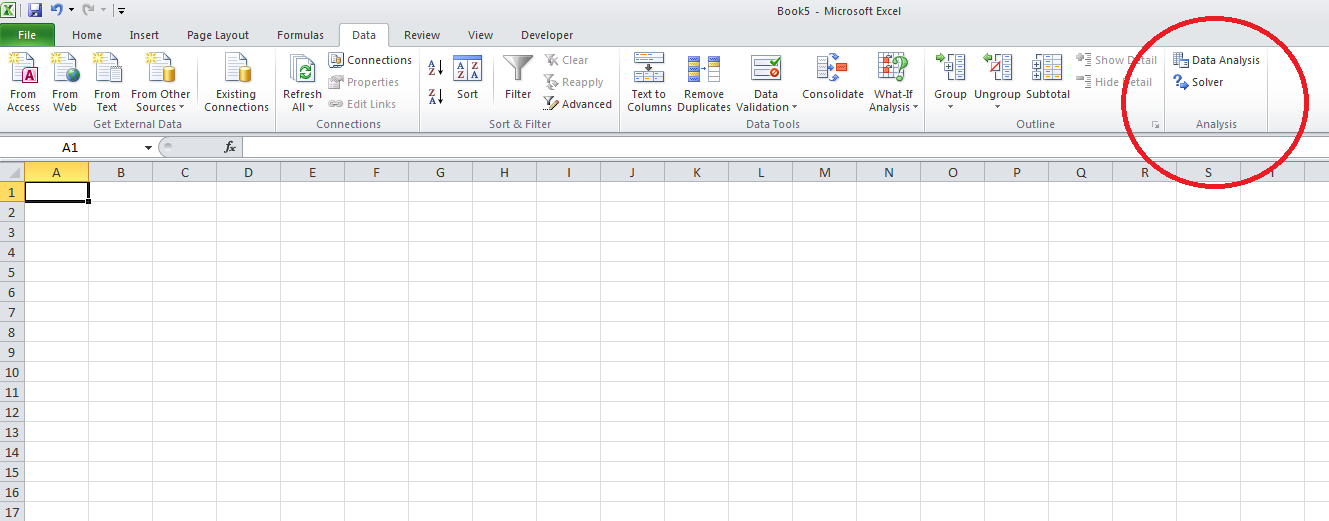 Book5 - Microsoft Excel
File Home Insert Page Layout Formulas Data Review View Developer
From Access
From Web
From Text
From Other Sources
Existing Connections
Get External Data
Refresh All
Connections
Properties
Edit Links
Connections
Sort
Filter
Clear
Reapply
Advanced
Sort & Filter
Text to Columns
Remove Duplicates
Data Validation
Consolidate
What-If Analysis
Data Tools
Group
Ungroup
Subtotal
Show Detail
Hide Detail
Outline
Data Analysis
Solver
Analysis
A1 fx
A B C D E F G H I J K L M N O P Q R S
1
2
3
4
5
6
7
8
9
10
11
12
13
14
15
16
17